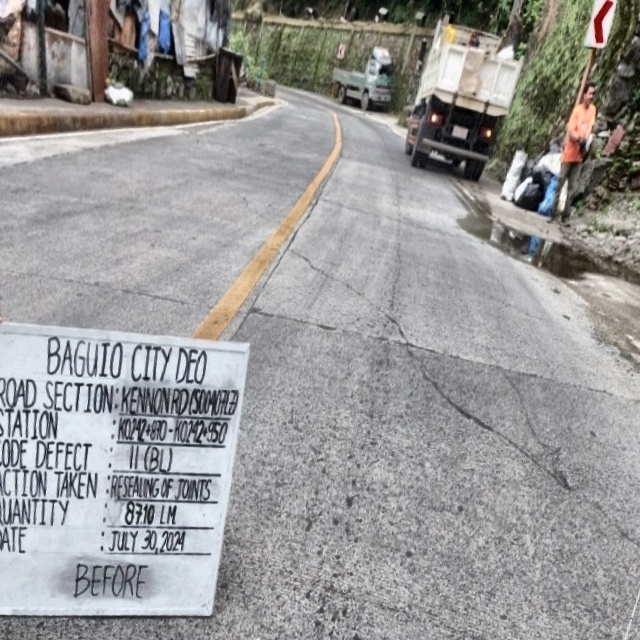 BAGUIO CITY DEO
ROAD SECTION: KENNON RD
STATION :
CODE DEFECT : 11 (BL)
ACTION TAKEN : RESEALING OF JOINTS
QUANTITY : LM
DATE : JULY 30, 2024
BEFORE